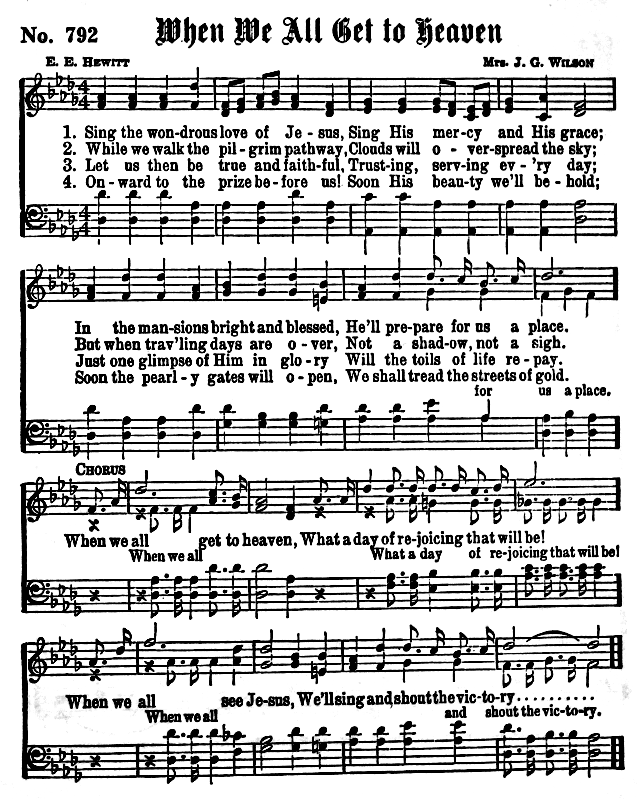 No. 792 When We All Get to Heaven
E. E. Hewitt Mrs. J. G. Wilson
1. Sing the won-drous love of Je - sus, Sing His mer-cy and His grace;
2. While we walk the pil-grim pathway, Clouds will o - ver-spread the sky;
3. Let us then be true and faith-ful, Trust-ing, serv-ing ev-'ry day;
4. On-ward to the prize be-fore us! Soon His beau-ty we'll be-hold;
In the man-sions bright and blessed, He'll pre-pare for us a place.
But when trav'ling days are o-ver, Not a shad-ow, not a sigh.
Just one glimpse of Him in glo-ry Will the toils of life re-pay.
Soon the pearl-y gates will o-pen, We shall tread the streets of gold.
for us a place.
Chorus
When we all get to heaven, What a day of re-joicing that will be!
When we all What a day of re-joicing that will be!
When we all see Je-sus, We'll sing and shout the vic-to-ry..........
When we all and shout the vic-to-ry.